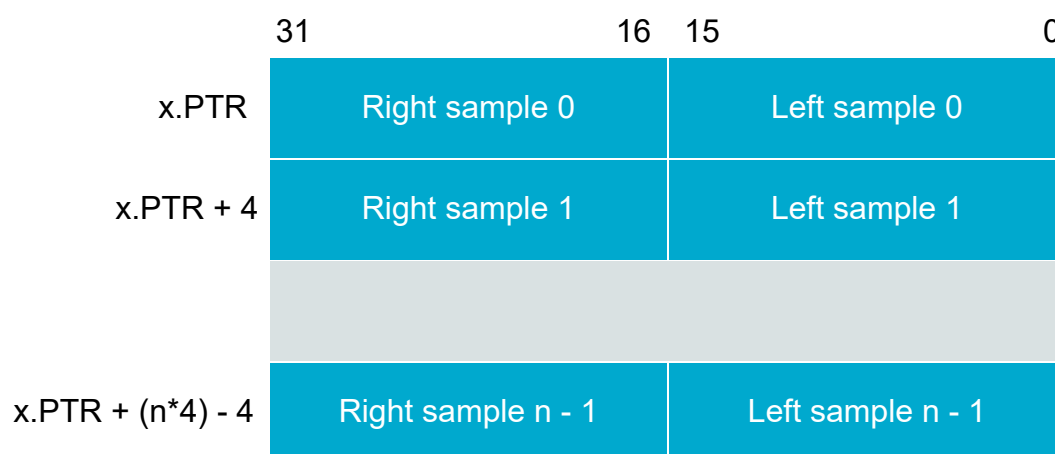 31 16 15 0
x.PTR Right sample 0 Left sample 0
x.PTR + 4 Right sample 1 Left sample 1
x.PTR + (n*4) - 4 Right sample n - 1 Left sample n - 1